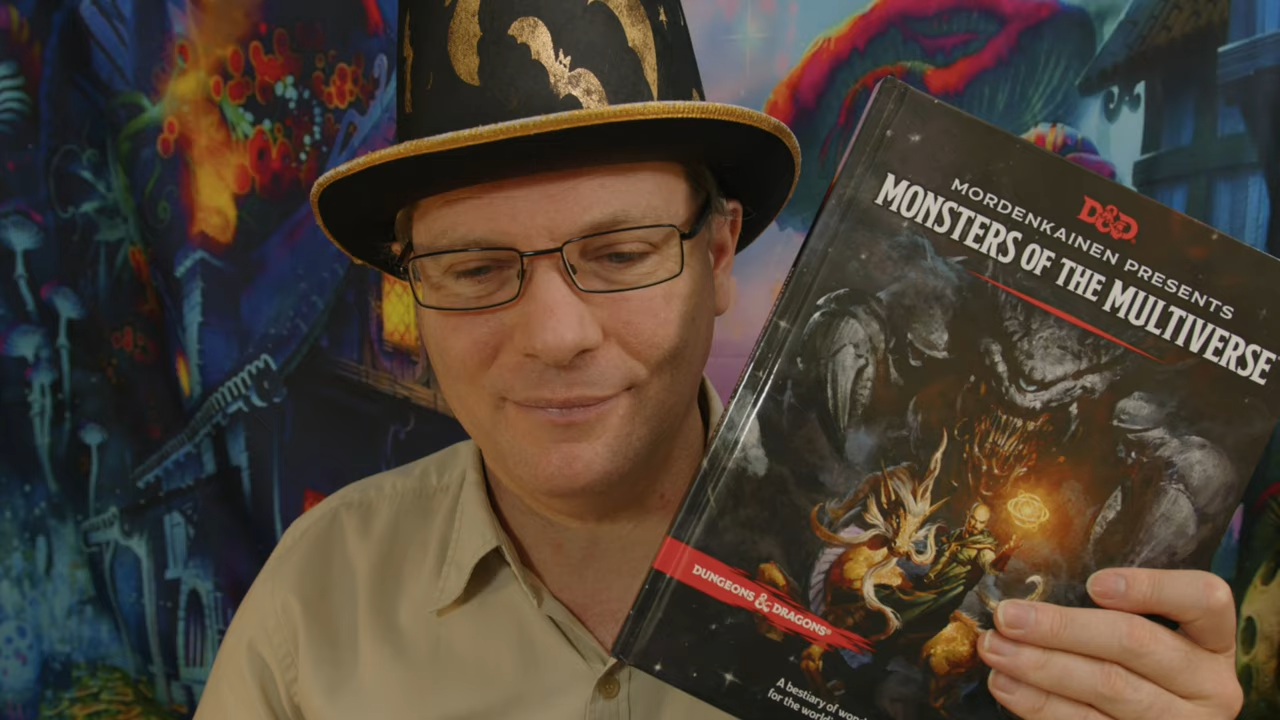 D&D
MORDENKAINEN PRESENTS
MONSTERS OF THE MULTIVERSE
DUNGEONS & DRAGONS®
A bestiary of
for the